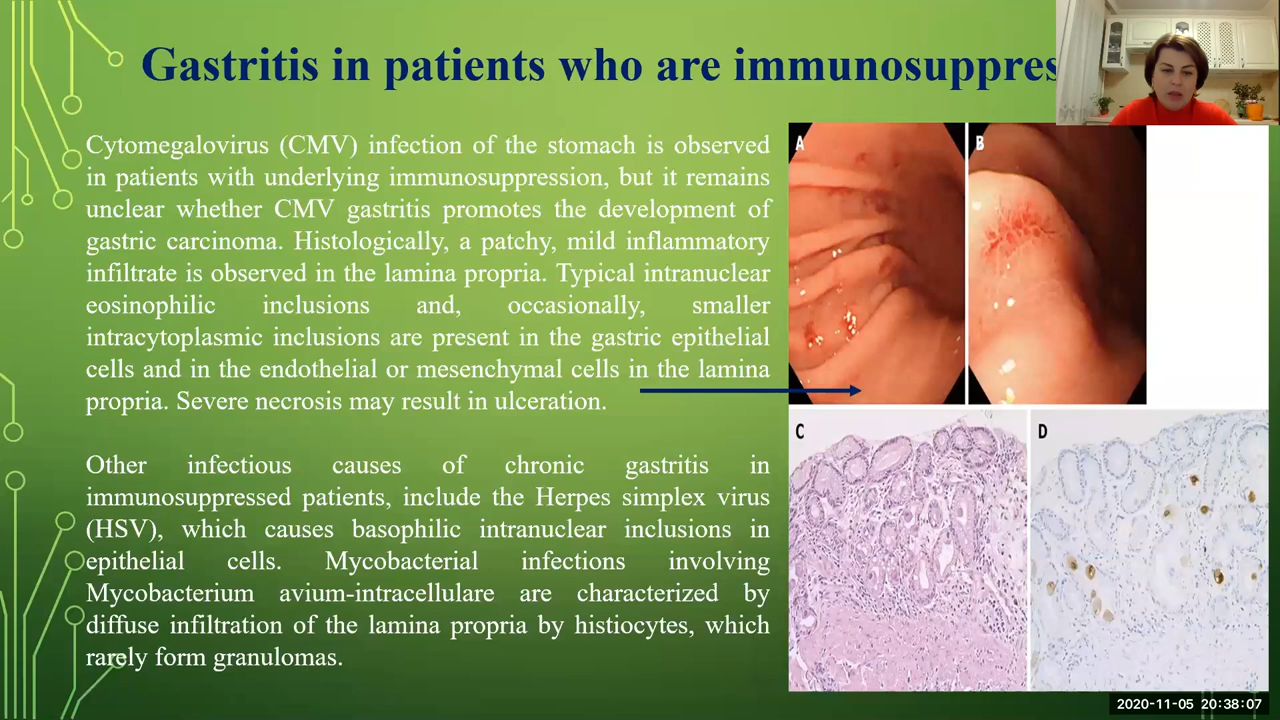 Gastritis in patients who are immunosuppres
Cytomegalovirus (CMV) infection of the stomach is observed
in patients with underlying immunosuppression, but it remains
unclear whether CMV gastritis promotes the development of
gastric carcinoma. Histologically, a patchy, mild inflammatory
infiltrate is observed in the lamina propria. Typical intranuclear
eosinophilic inclusions and, occasionally, smaller
intracytoplasmic inclusions are present in the gastric epithelial
cells and in the endothelial or mesenchymal cells in the lamina
propria. Severe necrosis may result in ulceration.
Other infectious causes of chronic gastritis in
immunosuppressed patients, include the Herpes simplex virus
(HSV), which causes basophilic intranuclear inclusions in
epithelial cells. Mycobacterial infections involving
Mycobacterium avium-intracellulare are characterized by
diffuse infiltration of the lamina propria by histiocytes, which
rarely form granulomas.
A
B
C
D
2020-11-05 20:38:07